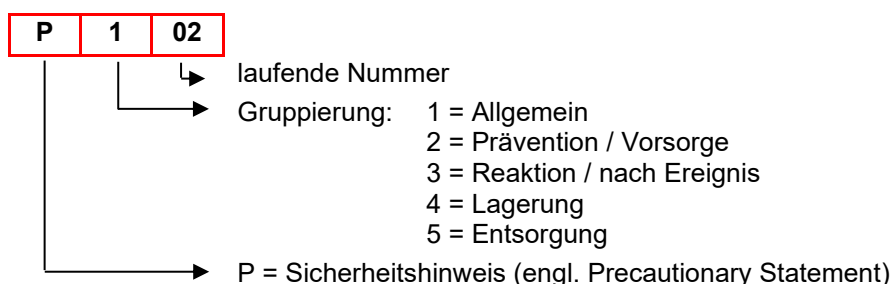 P 1 02
laufende Nummer
Gruppierung: 1 = Allgemein
2 = Prävention / Vorsorge
3 = Reaktion / nach Ereignis
4 = Lagerung
5 = Entsorgung
P = Sicherheitshinweis (engl. Precautionary Statement)